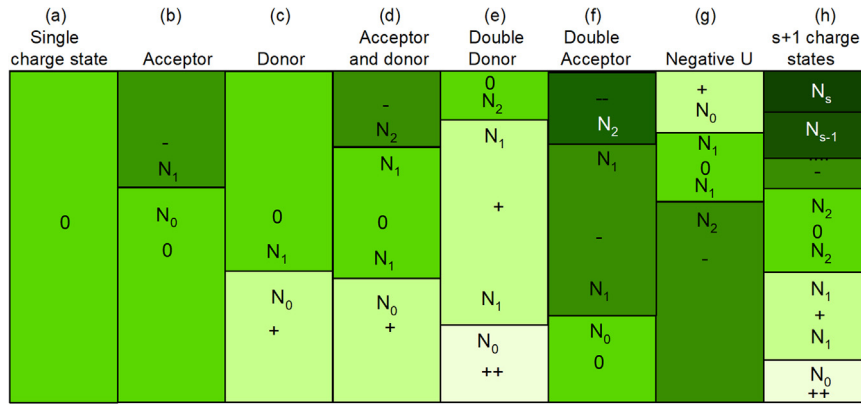 (a)
Single
charge state
0
(b)
Acceptor
-
N1
N0
0
(c)
Donor
0
N1
N0
+
(d)
Acceptor
and donor
-
N2
N1
0
N1
N0
+
(e)
Double
Donor
0
N2
N1
+
N1
N0
++
(f)
Double
Acceptor
--
N2
N1
-
N1
N0
0
(g)
Negative U
+
N0
N1
0
N1
N2
-
(h)
s+1 charge
states
Ns
Ns-1
....
-
N2
0
N2
N1
+
N1
N0
++